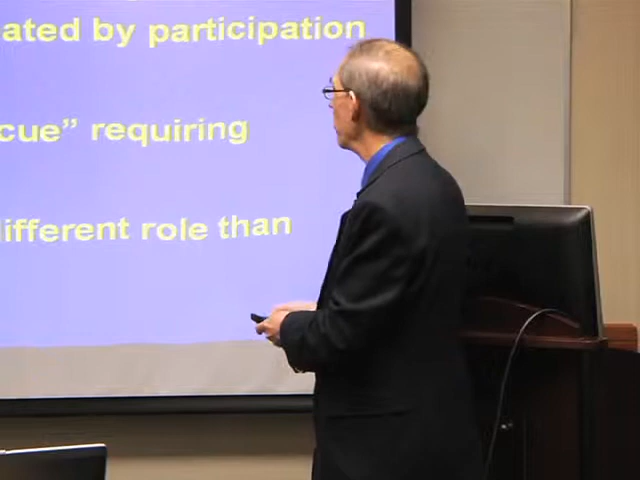 ated by participation
cue” requiring
ifferent role than